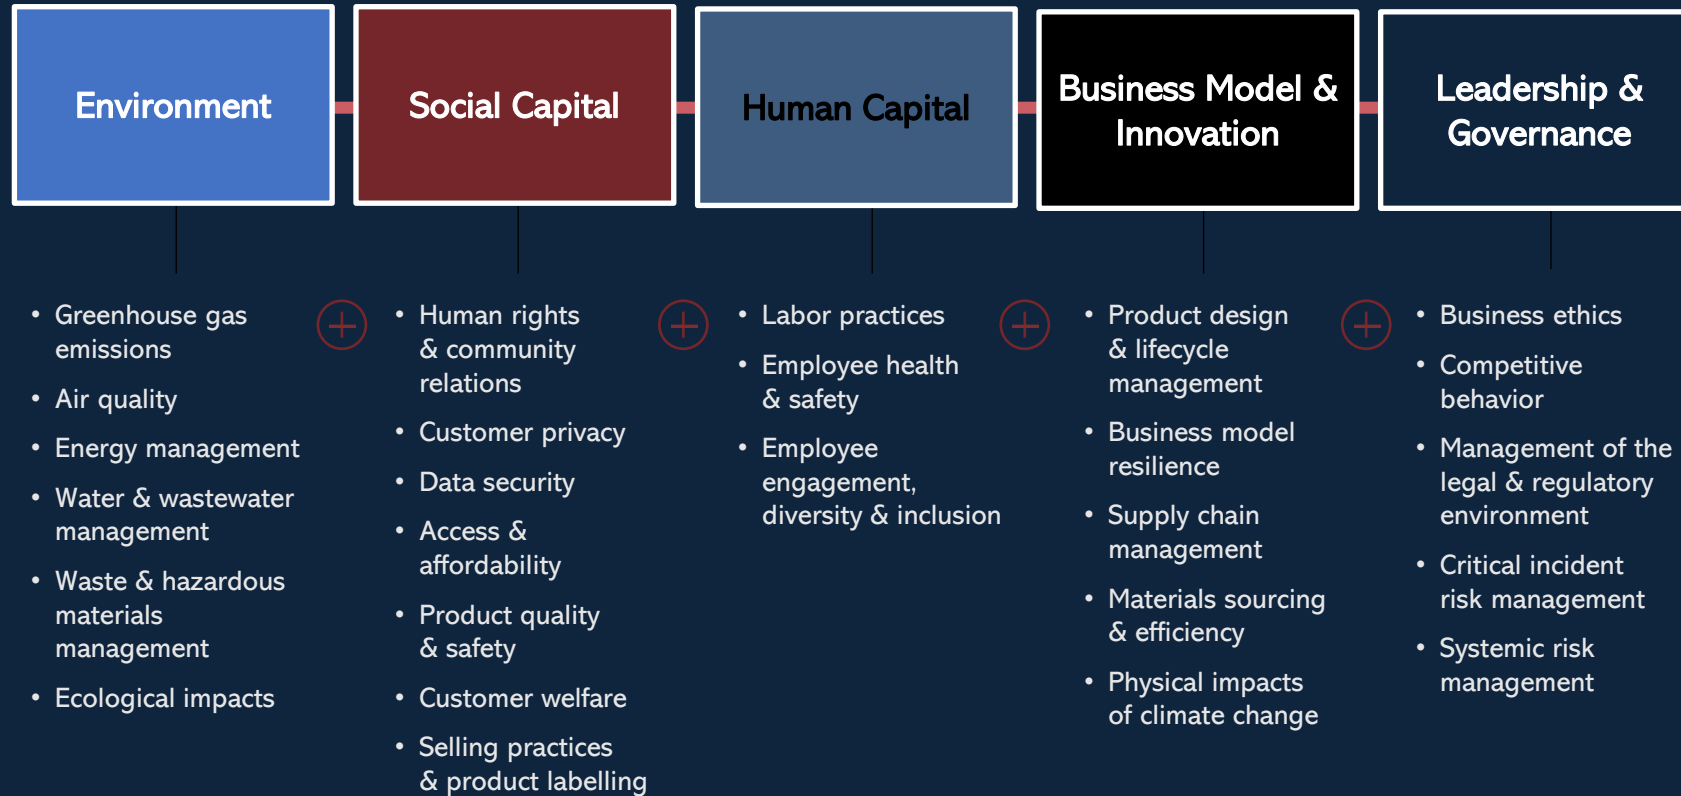 Environment
Social Capital
Human Capital
Business Model &
Innovation
Leadership &
Governance
• Greenhouse gas
emissions
• Air quality
• Energy management
• Water & wastewater
management
• Waste & hazardous
materials
management
• Ecological impacts
• Human rights
& community
relations
• Customer privacy
• Data security
• Access &
affordability
• Product quality
& safety
• Customer welfare
• Selling practices
& product labelling
• Labor practices
• Employee health
& safety
• Employee
engagement,
diversity & inclusion
• Product design
& lifecycle
management
• Business model
resilience
• Supply chain
management
• Materials sourcing
& efficiency
• Physical impacts
of climate change
• Business ethics
• Competitive
behavior
• Management of the
legal & regulatory
environment
• Critical incident
risk management
• Systemic risk
management